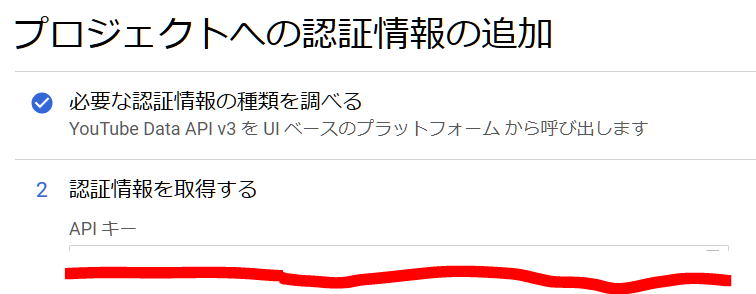 プロジェクトへの認証情報の追加
必要な認証情報の種類を調べる
YouTube Data API v3 を UI ベースのプラットフォーム から呼び出します
2 認証情報を取得する
API キー